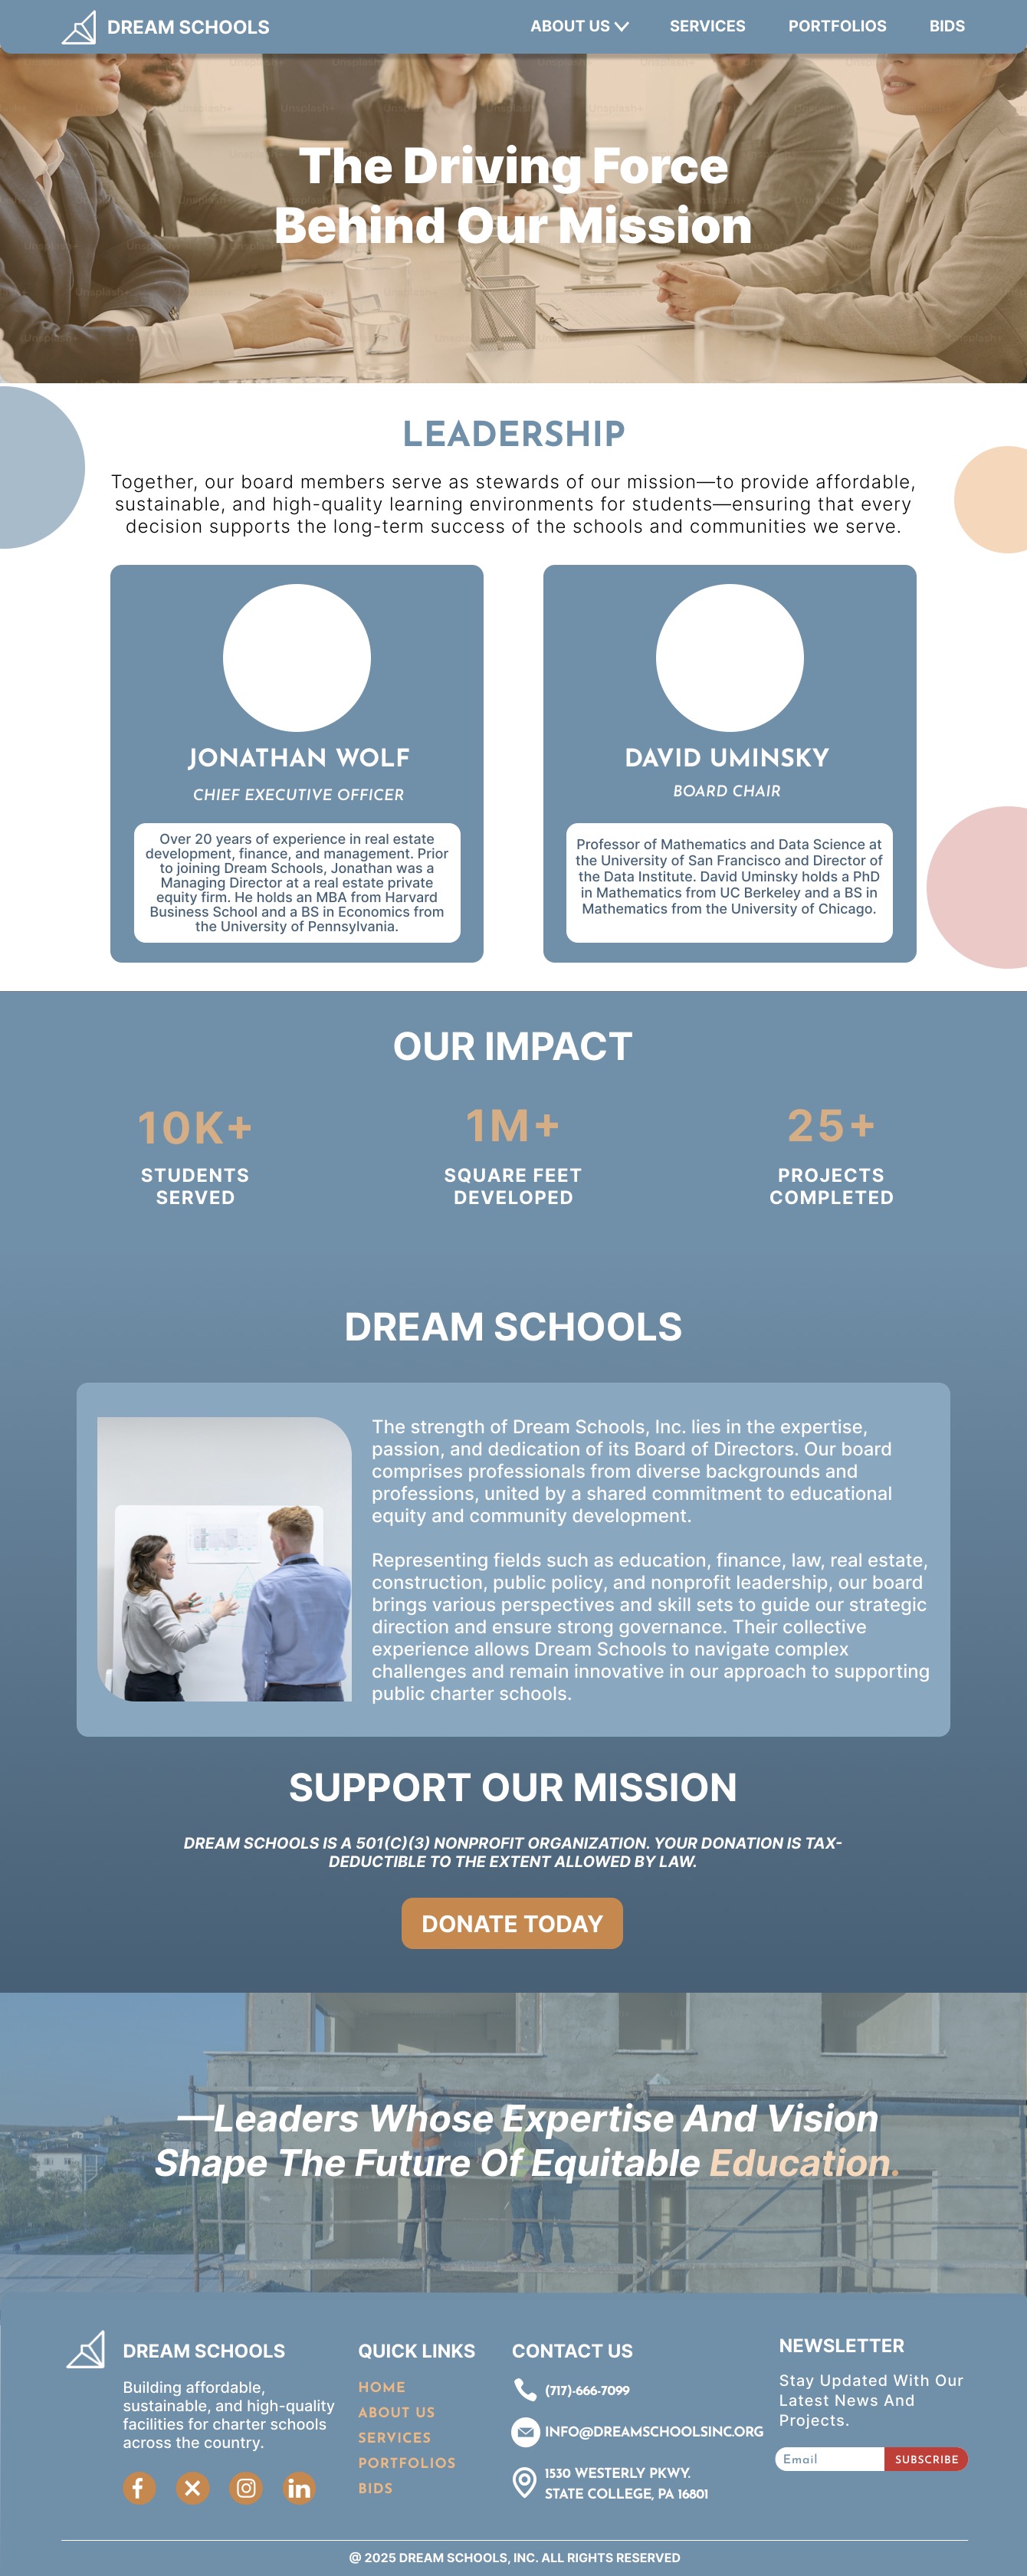 DREAM SCHOOLS
ABOUT US
SERVICES
PORTFOLIOS
BIDS
The Driving Force
Behind Our Mission
LEADERSHIP
Together, our board members serve as stewards of our mission—to provide affordable,
sustainable, and high-quality learning environments for students—ensuring that every
decision supports the long-term success of the schools and communities we serve.
JONATHAN WOLF
CHIEF EXECUTIVE OFFICER
Over 20 years of experience in real estate
development, finance, and management. Prior
to joining Dream Schools, Jonathan was a
Managing Director at a real estate private
equity firm. He holds an MBA from Harvard
Business School and a BS in Economics from
the University of Pennsylvania.
DAVID UMINSKY
BOARD CHAIR
Professor of Mathematics and Data Science at
the University of San Francisco and Director of
the Data Institute. David Uminsky holds a PhD
in Mathematics from UC Berkeley and a BS in
Mathematics from the University of Chicago.
OUR IMPACT
10K+
STUDENTS
SERVED
1M+
SQUARE FEET
DEVELOPED
25+
PROJECTS
COMPLETED
DREAM SCHOOLS
The strength of Dream Schools, Inc. lies in the expertise,
passion, and dedication of its Board of Directors. Our board
comprises professionals from diverse backgrounds and
professions, united by a shared commitment to educational
equity and community development.
Representing fields such as education, finance, law, real estate,
construction, public policy, and nonprofit leadership, our board
brings various perspectives and skill sets to guide our strategic
direction and ensure strong governance. Their collective
experience allows Dream Schools to navigate complex
challenges and remain innovative in our approach to supporting
public charter schools.
SUPPORT OUR MISSION
DREAM SCHOOLS IS A 501(C)(3) NONPROFIT ORGANIZATION. YOUR DONATION IS TAX-
DEDUCTIBLE TO THE EXTENT ALLOWED BY LAW.
DONATE TODAY
—Leaders Whose Expertise And Vision
Shape The Future Of Equitable Education.
DREAM SCHOOLS
Building affordable,
sustainable, and high-quality
facilities for charter schools
across the country.
QUICK LINKS
HOME
ABOUT US
SERVICES
PORTFOLIOS
BIDS
CONTACT US
(717)-666-7099
INFO@DREAMSCHOOLSINC.ORG
1530 WESTERLY PKWY.
STATE COLLEGE, PA 16801
NEWSLETTER
Stay Updated With Our
Latest News And
Projects.
Email
SUBSCRIBE
@ 2025 DREAM SCHOOLS, INC. ALL RIGHTS RESERVED